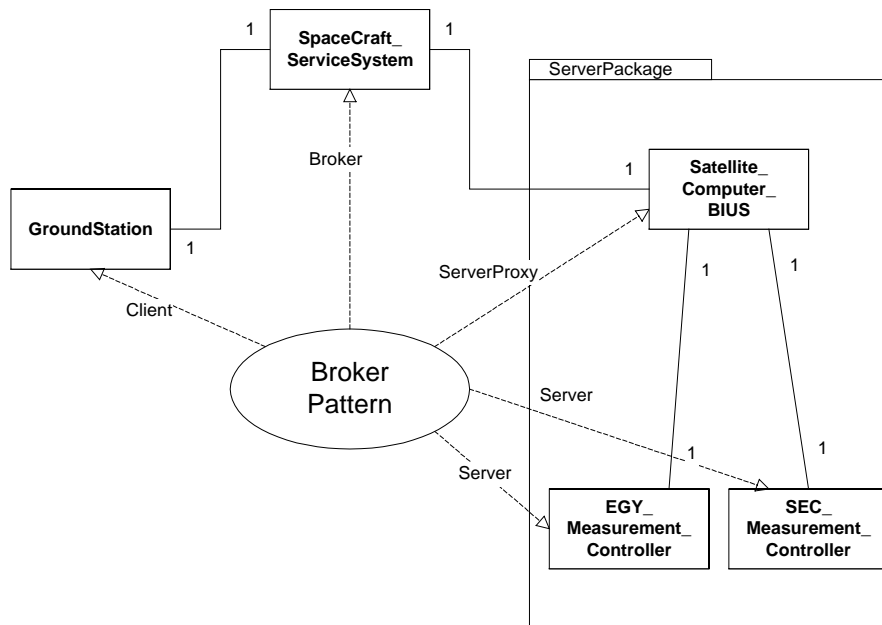 1
SpaceCraft_
ServiceSystem
1
1
ServerPackage
Broker
1
Satellite_
Computer_
BIUS
GroundStation
1
ServerProxy
1
1
Client
Broker
Pattern
Server
Server
1
1
EGY_
Measurement_
Controller
SEC_
Measurement_
Controller